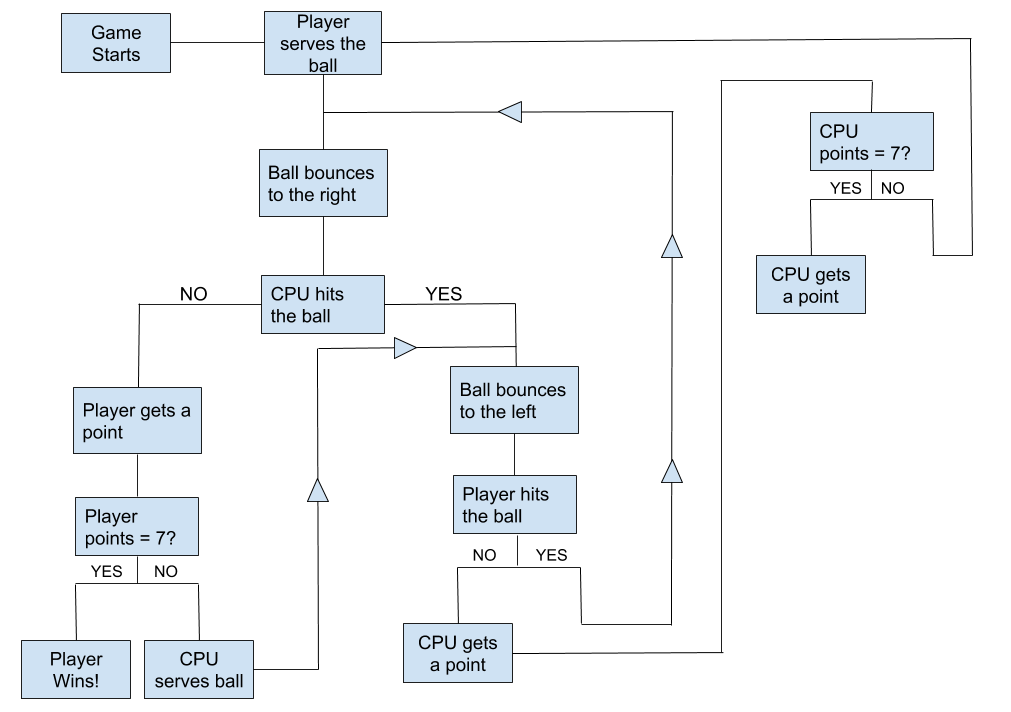 Game
Starts
Player
serves the
ball
CPU
points = 7?
YES
NO
CPU gets
a point
Ball bounces
to the right
CPU hits
the ball
NO
YES
Ball bounces
to the left
Player gets a
point
Player hits
the ball
NO
YES
Player
points = 7?
YES
NO
Player
Wins!
CPU
serves ball
CPU gets
a point